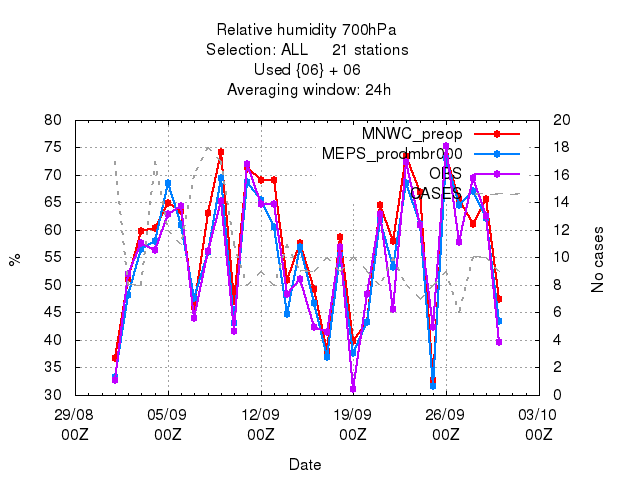 Relative humidity 700hPa
Selection: ALL 21 stations
Used {06} + 06
Averaging window: 24h
80 20
75 18
70 16
65 14
60 12
55 10
50 8
45 6
40 4
35 2
30 0
MNWC_preop
MEPS_prodmbr000
OBS
CASES
%
No cases
29/08 05/09 12/09 19/09 26/09 03/10
00Z 00Z 00Z 00Z 00Z 00Z
Date